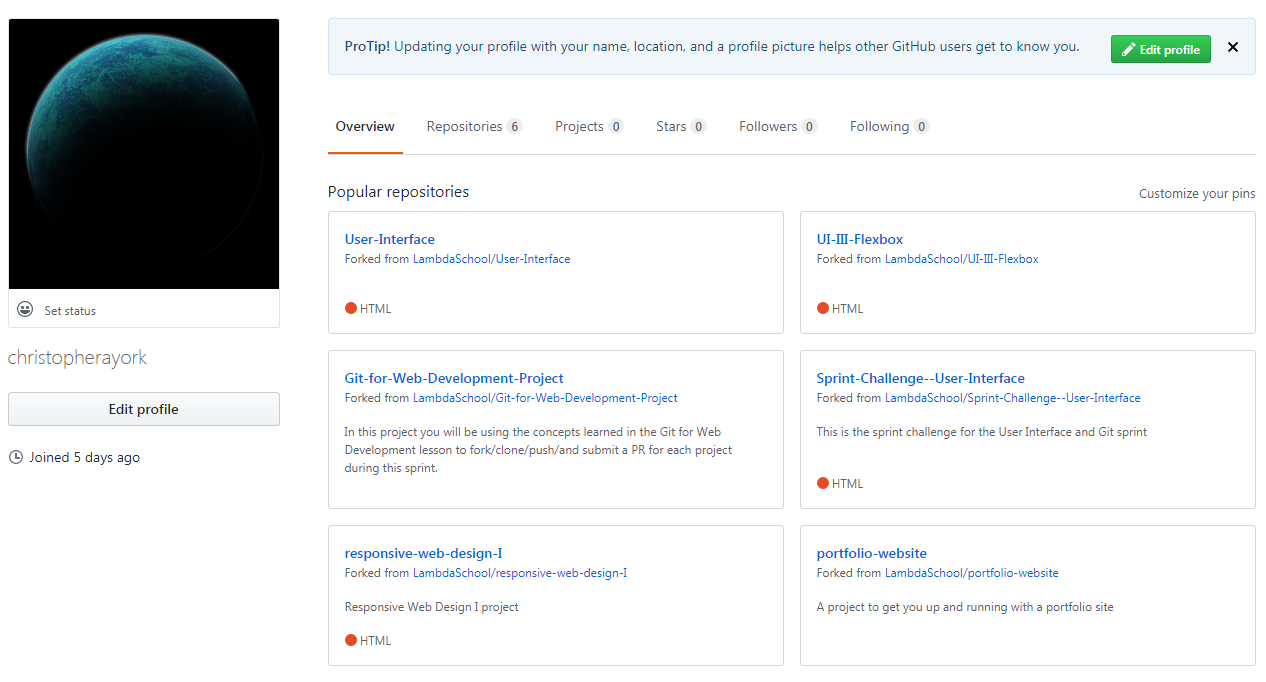 ProTip! Updating your profile with your name, location, and a profile picture helps other GitHub users get to know you.
Edit profile
Overview Repositories 6 Projects 0 Stars 0 Followers 0 Following 0
Set status
christopherayork
Edit profile
Joined 5 days ago
Popular repositories
Customize your pins
User-Interface
Forked from LambdaSchool/User-Interface
HTML
UI-III-Flexbox
Forked from LambdaSchool/UI-III-Flexbox
HTML
Git-for-Web-Development-Project
Forked from LambdaSchool/Git-for-Web-Development-Project
In this project you will be using the concepts learned in the Git for Web
Development lesson to fork/clone/push/and submit a PR for each project
during this sprint.
Sprint-Challenge--User-Interface
Forked from LambdaSchool/Sprint-Challenge--User-Interface
This is the sprint challenge for the User Interface and Git sprint
HTML
responsive-web-design-I
Forked from LambdaSchool/responsive-web-design-I
Responsive Web Design I project
HTML
portfolio-website
Forked from LambdaSchool/portfolio-website
A project to get you up and running with a portfolio site